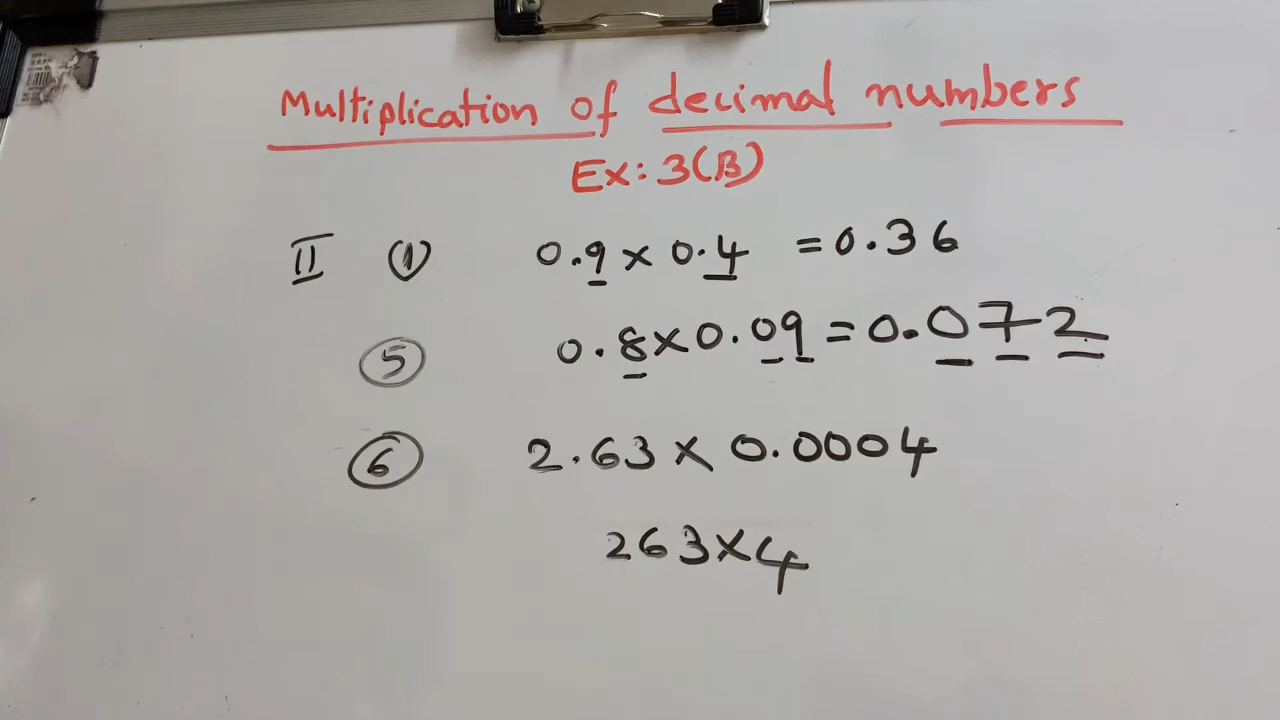 Multiplication of decimal numbers
Ex: 3(B)
II (1) 0.9 × 0.4 = 0.36
(5) 0.8 × 0.09 = 0.072
(6) 2.63 × 0.0004
263 × 4